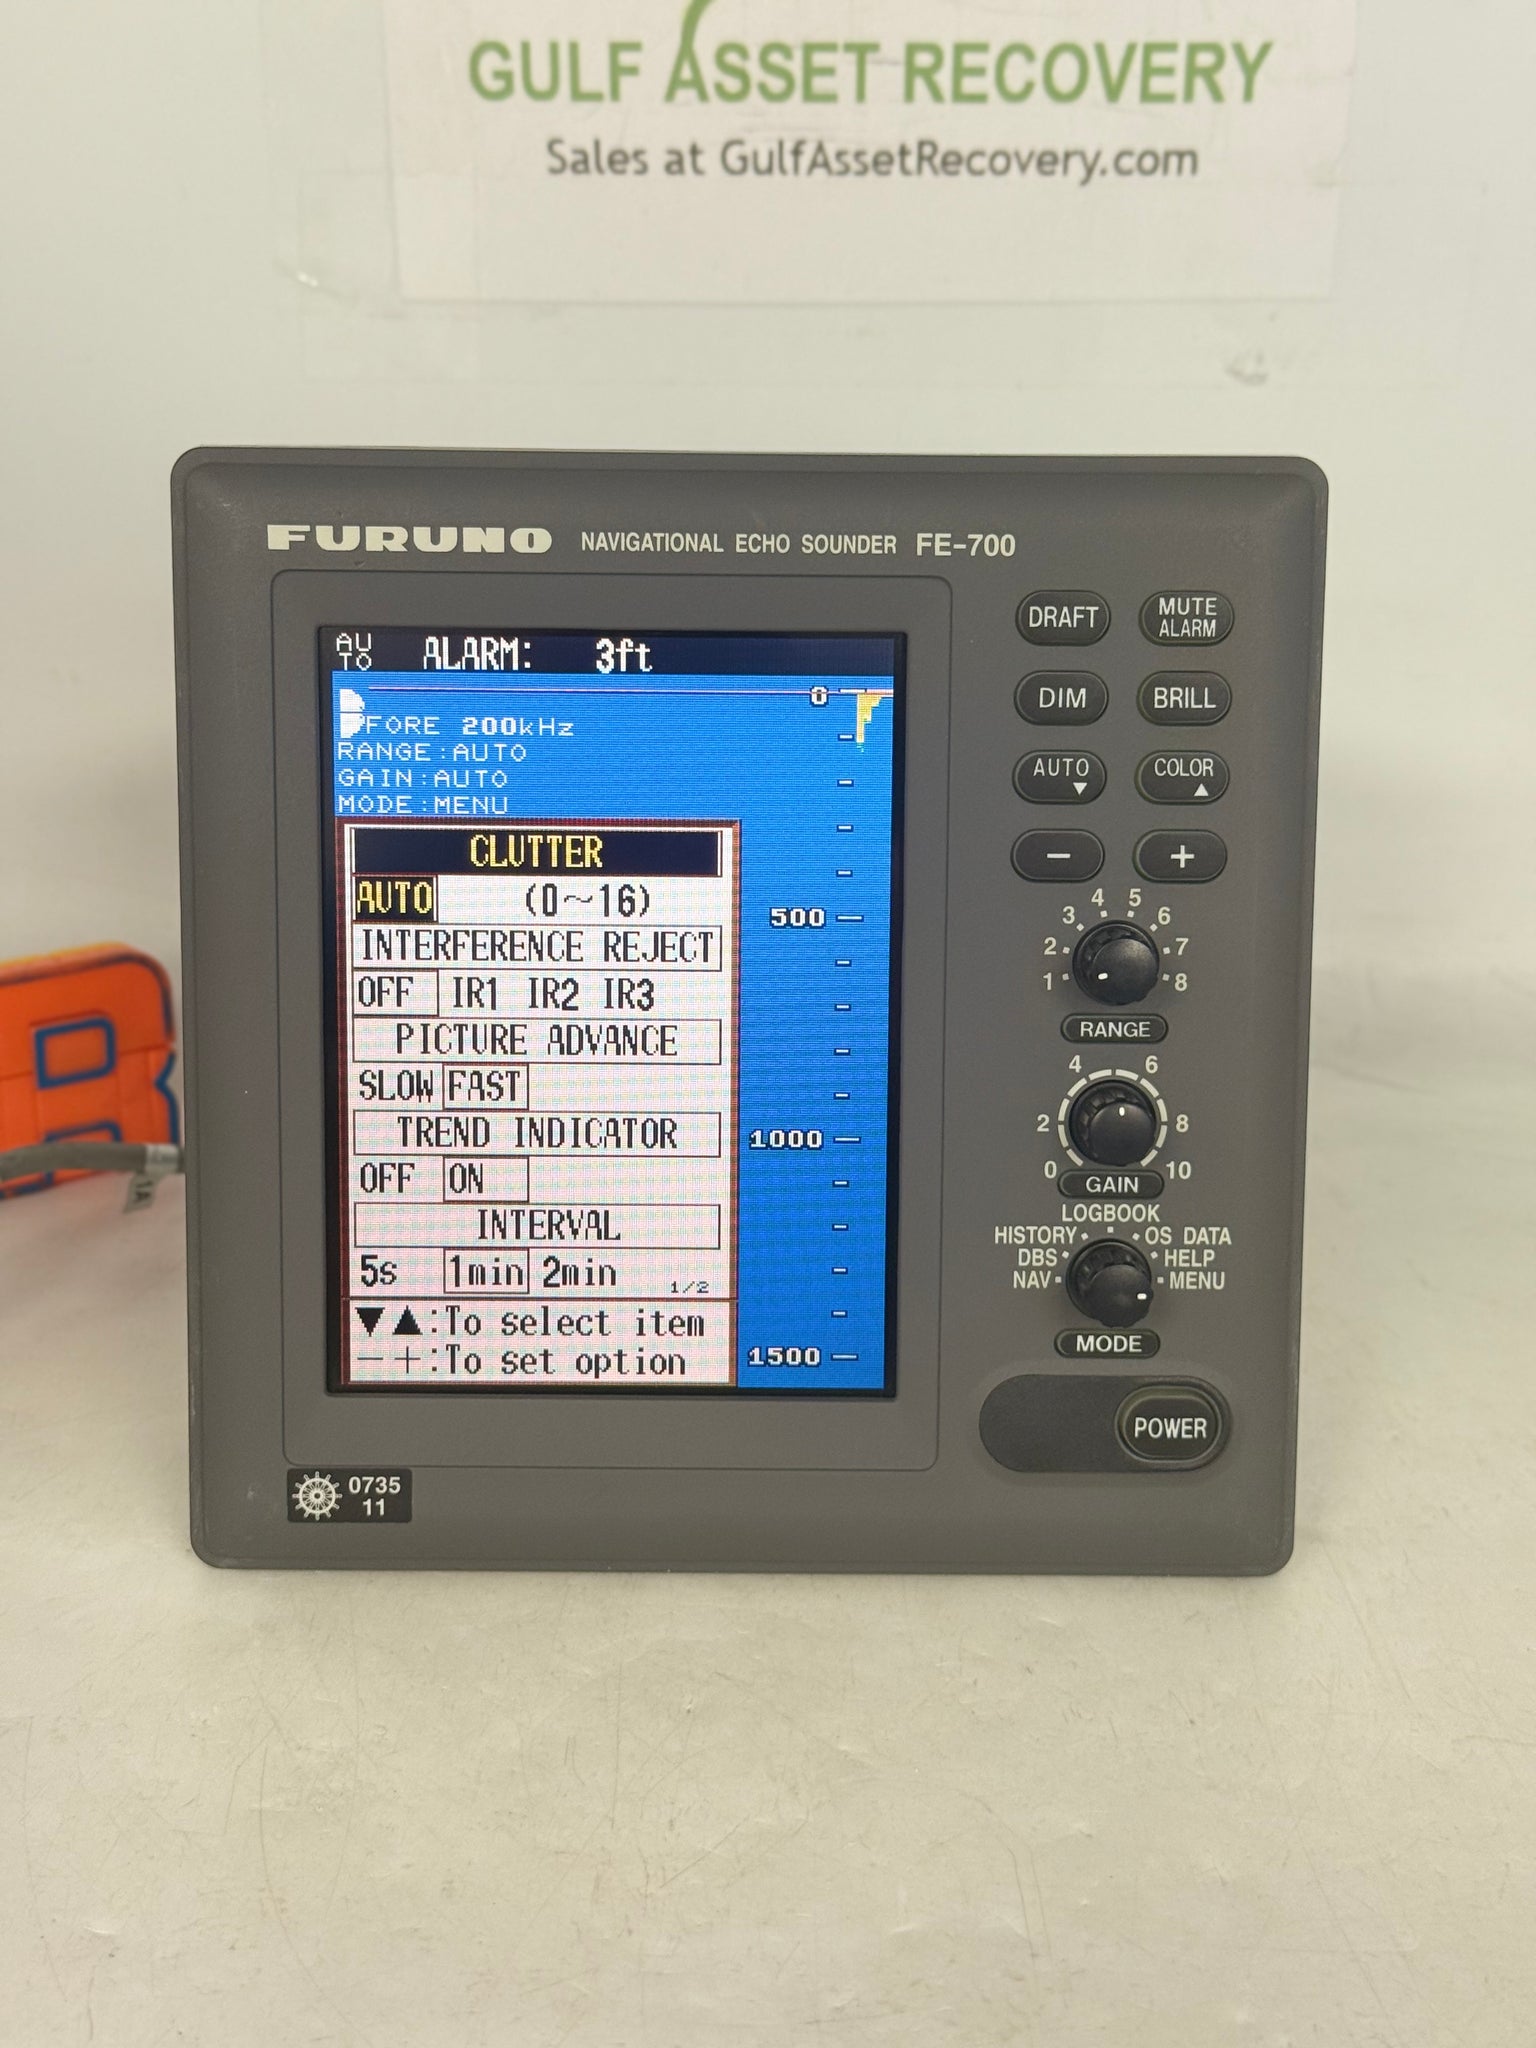 GULF ASSET RECOVERY
Sales at GulfAssetRecovery.com
FURUNO NAVIGATIONAL ECHO SOUNDER FE-700
AUTO ALARM: 3ft
0
FORE 200kHz
RANGE:AUTO
GAIN:AUTO
MODE:MENU
CLUTTER
AUTO (0~16)
INTERFERENCE REJECT
OFF IR1 IR2 IR3
PICTURE ADVANCE
SLOW FAST
TREND INDICATOR
OFF ON
INTERVAL
5s 1min 2min 1/2
▼▲:To select item
-+:To set option
500
1000
1500
DRAFT MUTE ALARM
DIM BRILL
AUTO ▼ COLOR ▲
- +
1 2 3 4 5 6 7 8
RANGE
0 2 4 6 8 10
GAIN
LOGBOOK
HISTORY OS DATA
DBS HELP
NAV MENU
MODE
POWER
0735
11
1A